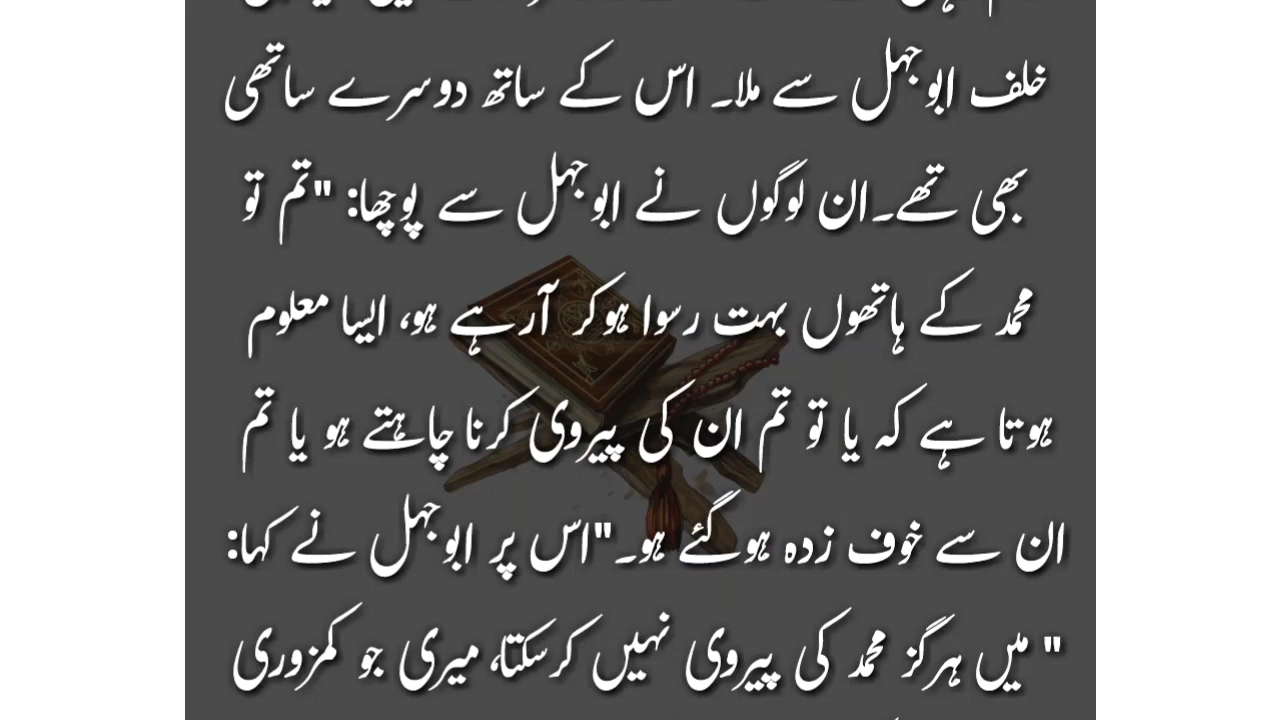 خلف ابوجہل سے ملا۔ اس کے ساتھ دوسرے ساتھی
بھی تھے۔ان لوگوں نے ابوجہل سے پوچھا: "تم تو
محمد کے ہاتھوں بہت رسوا ہوکر آرہے ہو، ایسا معلوم
ہوتا ہے کہ یا تو تم ان کی پیروی کرنا چاہتے ہو یا تم
ان سے خوف زدہ ہوگئے ہو۔"اس پر ابوجہل نے کہا:
" میں ہرگز محمد کی پیروی نہیں کرسکتا، میری جو کمزوری